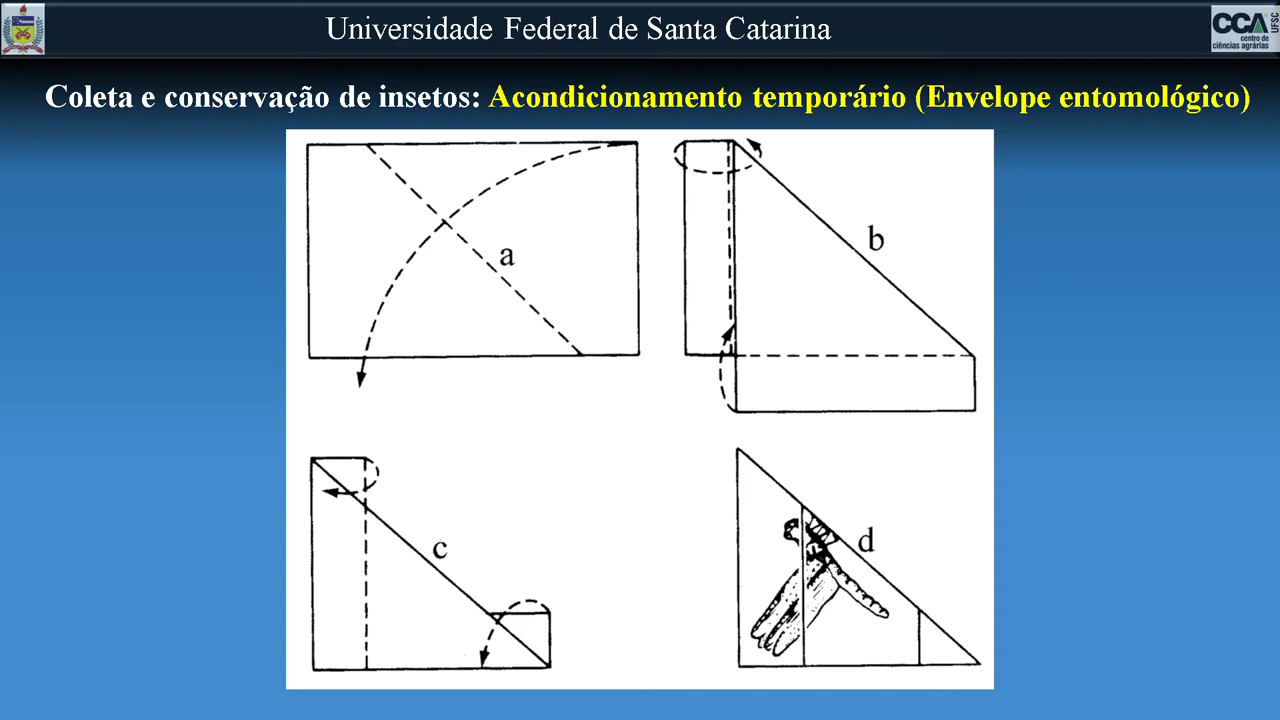 Universidade Federal de Santa Catarina
CCA UFSC
centro de
ciências agrárias
Coleta e conservação de insetos: Acondicionamento temporário (Envelope entomológico)
a
b
c
d